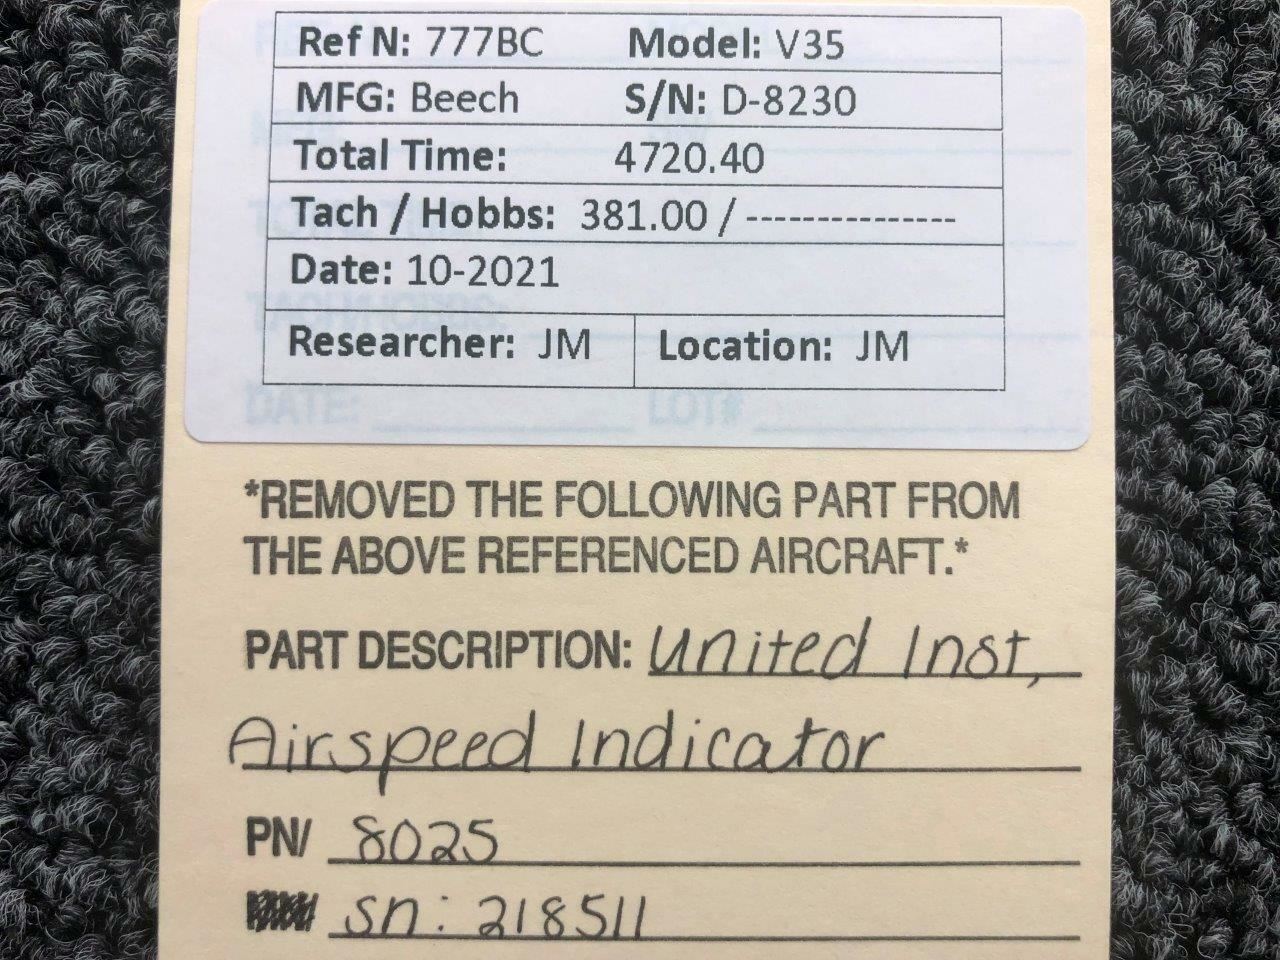 Ref N: 777BC Model: V35
MFG: Beech S/N: D-8230
Total Time: 4720.40
Tach / Hobbs: 381.00 / ---------------
Date: 10-2021
Researcher: JM Location: JM
DATE: LOT#
*REMOVED THE FOLLOWING PART FROM
THE ABOVE REFERENCED AIRCRAFT.*
PART DESCRIPTION: United Inst,
Airspeed Indicator
PN/ 8025
sn: 218511